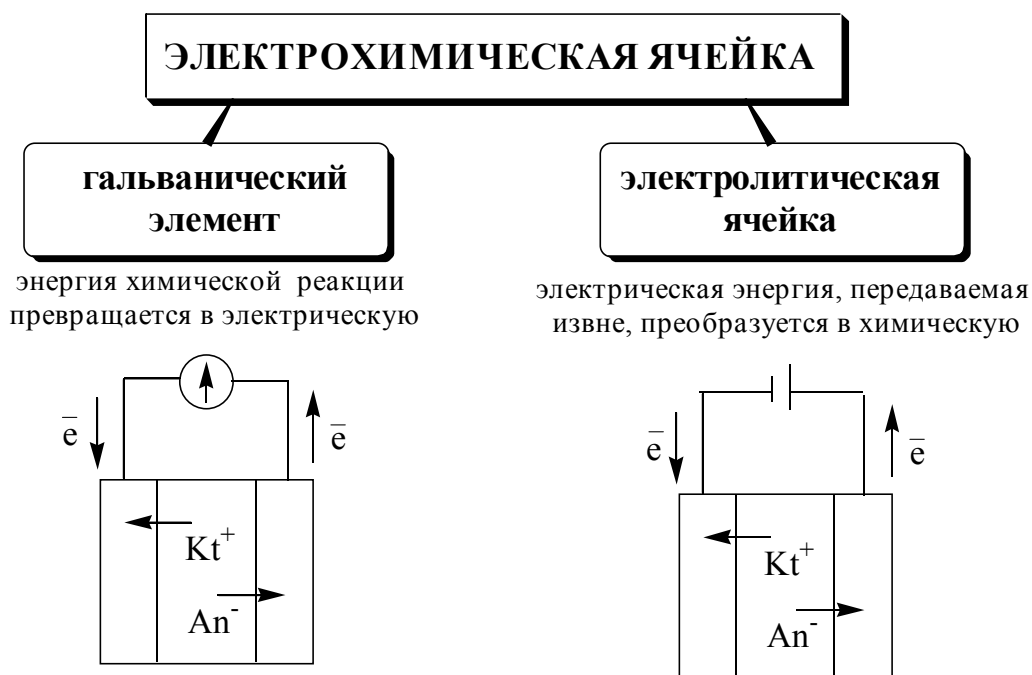 ЭЛЕКТРОХИМИЧЕСКАЯ ЯЧЕЙКА
гальванический
элемент
энергия химической реакции
превращается в электрическую
e̅
e̅
Kt⁺
An⁻
электролитическая
ячейка
электрическая энергия, передаваемая
извне, преобразуется в химическую
e̅
e̅
Kt⁺
An⁻